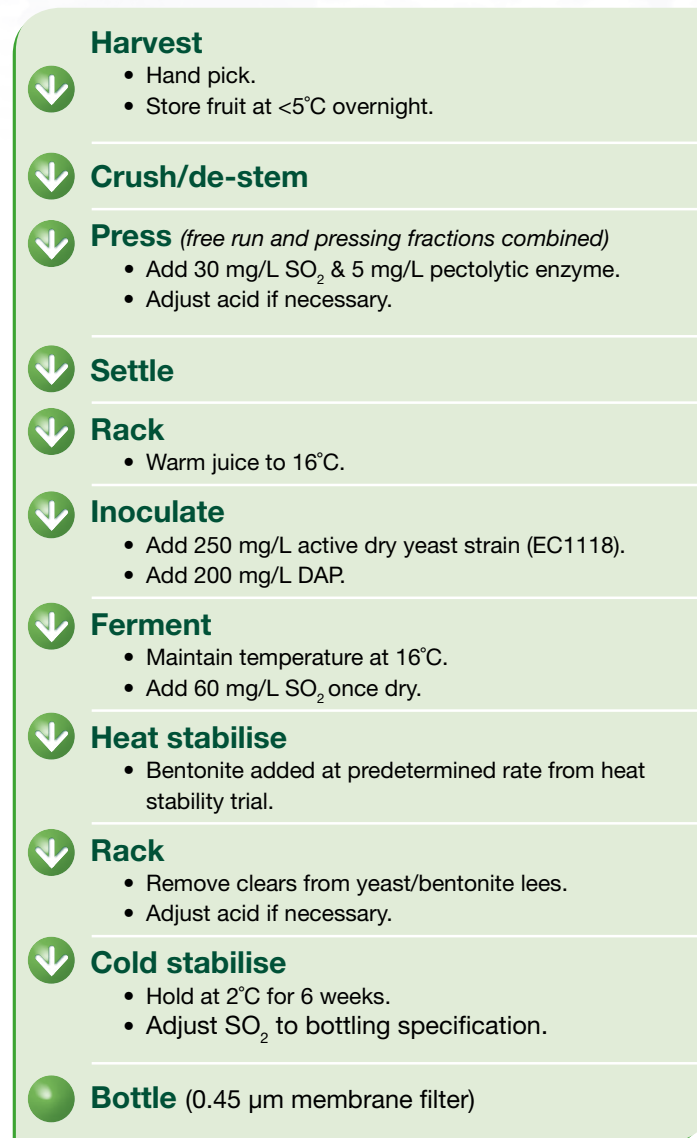 Harvest
• Hand pick.
• Store fruit at <5˚C overnight.
Crush/de-stem
Press (free run and pressing fractions combined)
• Add 30 mg/L SO₂ & 5 mg/L pectolytic enzyme.
• Adjust acid if necessary.
Settle
Rack
• Warm juice to 16˚C.
Inoculate
• Add 250 mg/L active dry yeast strain (EC1118).
• Add 200 mg/L DAP.
Ferment
• Maintain temperature at 16˚C.
• Add 60 mg/L SO₂ once dry.
Heat stabilise
• Bentonite added at predetermined rate from heat
stability trial.
Rack
• Remove clears from yeast/bentonite lees.
• Adjust acid if necessary.
Cold stabilise
• Hold at 2˚C for 6 weeks.
• Adjust SO₂ to bottling specification.
Bottle (0.45 µm membrane filter)